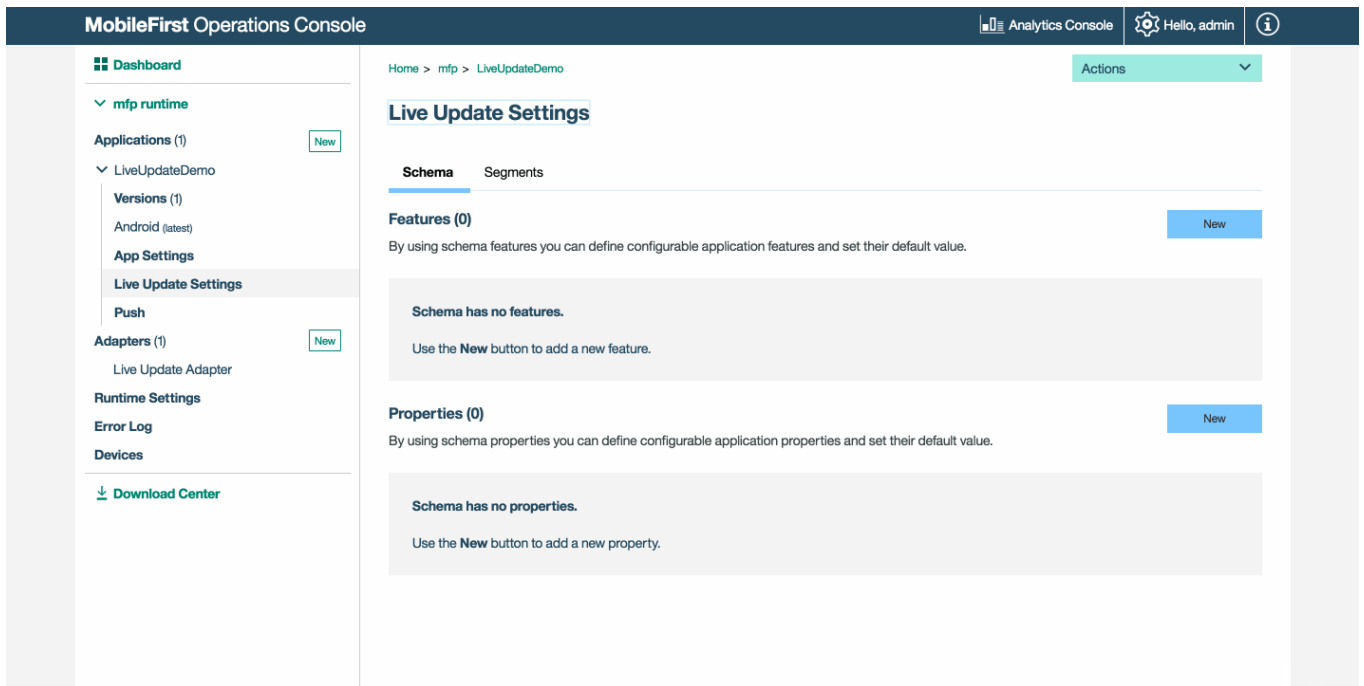 MobileFirst Operations Console
Analytics Console
Hello, admin
Dashboard
mfp runtime
Applications (1)
New
LiveUpdateDemo
Versions (1)
Android (latest)
App Settings
Live Update Settings
Push
Adapters (1)
New
Live Update Adapter
Runtime Settings
Error Log
Devices
Download Center
Home > mfp > LiveUpdateDemo
Actions
Live Update Settings
Schema
Segments
Features (0)
New
By using schema features you can define configurable application features and set their default value.
Schema has no features.
Use the New button to add a new feature.
Properties (0)
New
By using schema properties you can define configurable application properties and set their default value.
Schema has no properties.
Use the New button to add a new property.